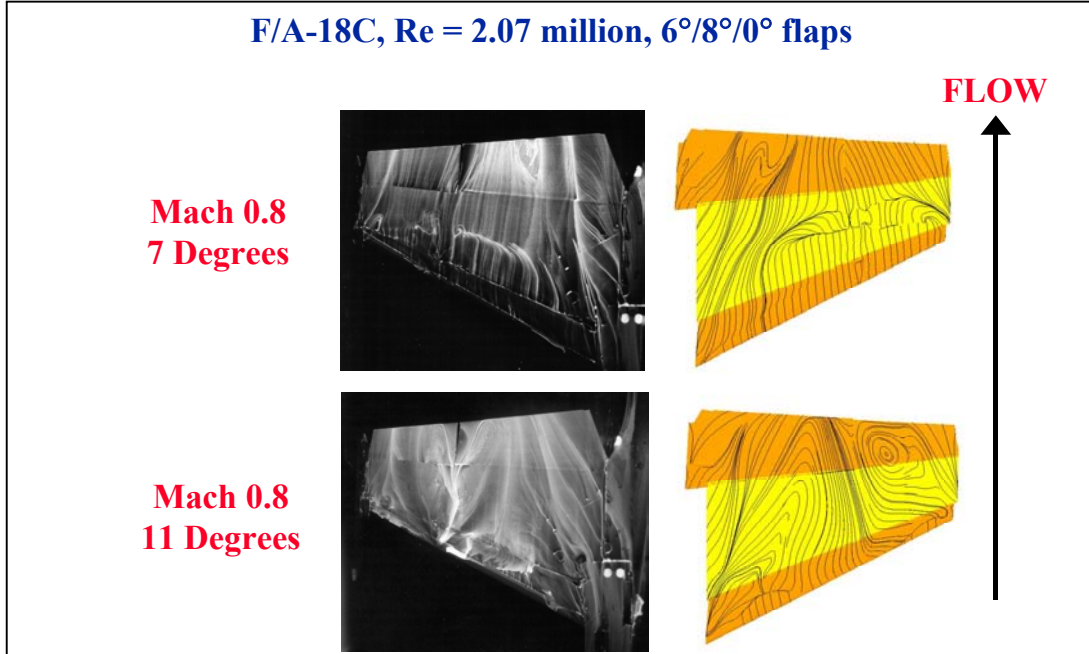 F/A-18C, Re = 2.07 million, 6°/8°/0° flaps
FLOW
Mach 0.8
7 Degrees
Mach 0.8
11 Degrees